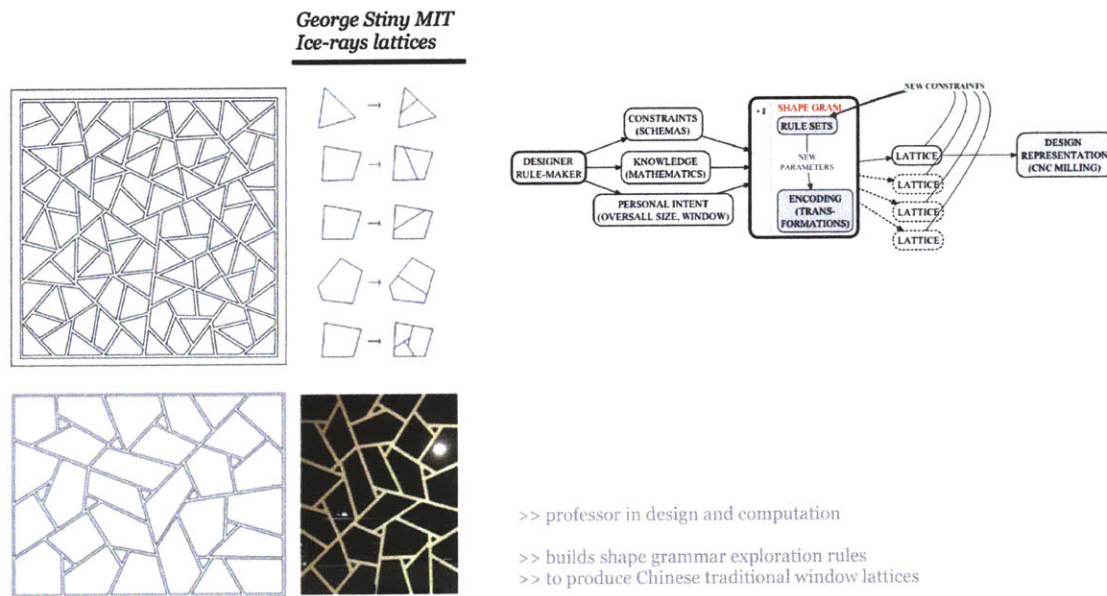 George Stiny MIT
Ice-rays lattices
NEW CONSTRAINTS
SHAPE GRAM
RULE SETS
CONSTRAINTS
(SCHEMAS)
DESIGNER
RULE-MAKER
KNOWLEDGE
(MATHEMATICS)
NEW
PARAMETERS
PERSONAL INTENT
(OVERSALL SIZE, WINDOW)
ENCODING
(TRANS-
FORMATIONS)
LATTICE
LATTICE
LATTICE
LATTICE
DESIGN
REPRESENTATION
(CNC MILLING)
>> professor in design and computation
>> builds shape grammar exploration rules
>> to produce Chinese traditional window lattices